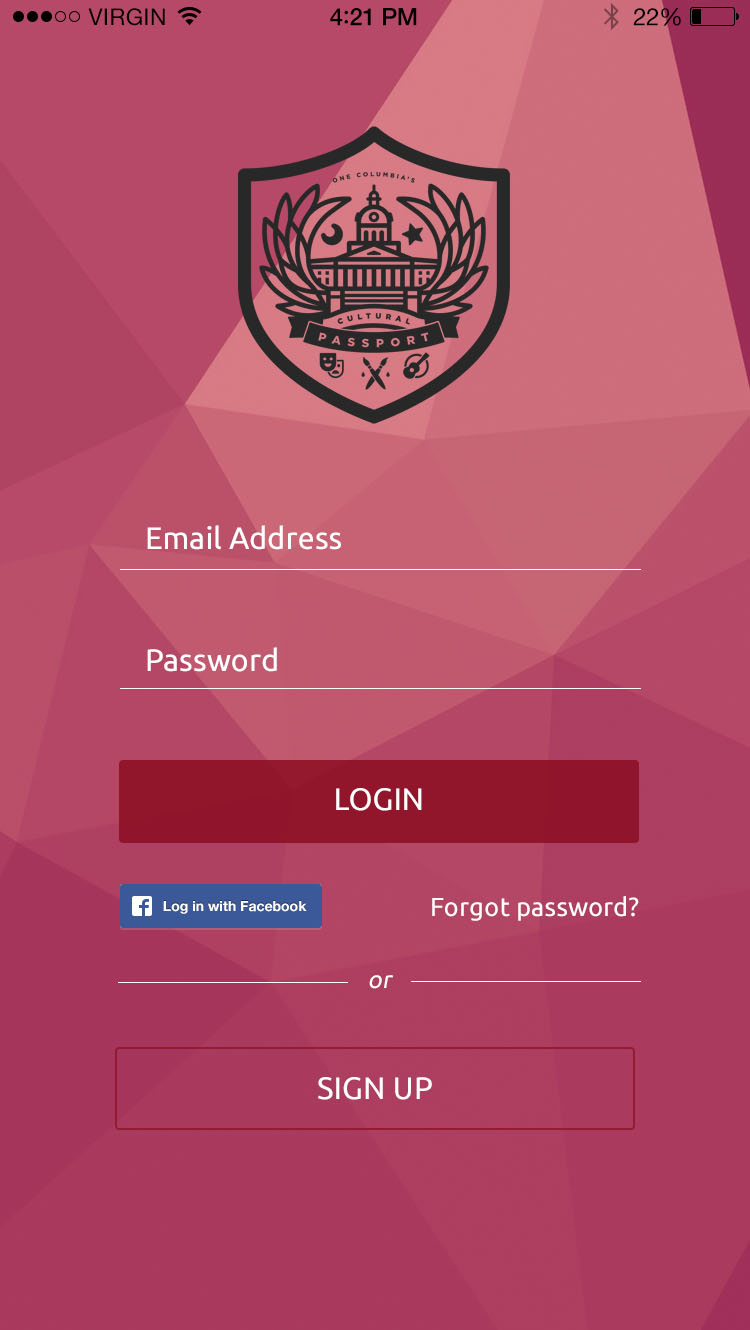 VIRGIN 4:21 PM 22%
ONE COLUMBIA'S
CULTURAL
PASSPORT
Email Address
Password
LOGIN
Log in with Facebook Forgot password?
or
SIGN UP